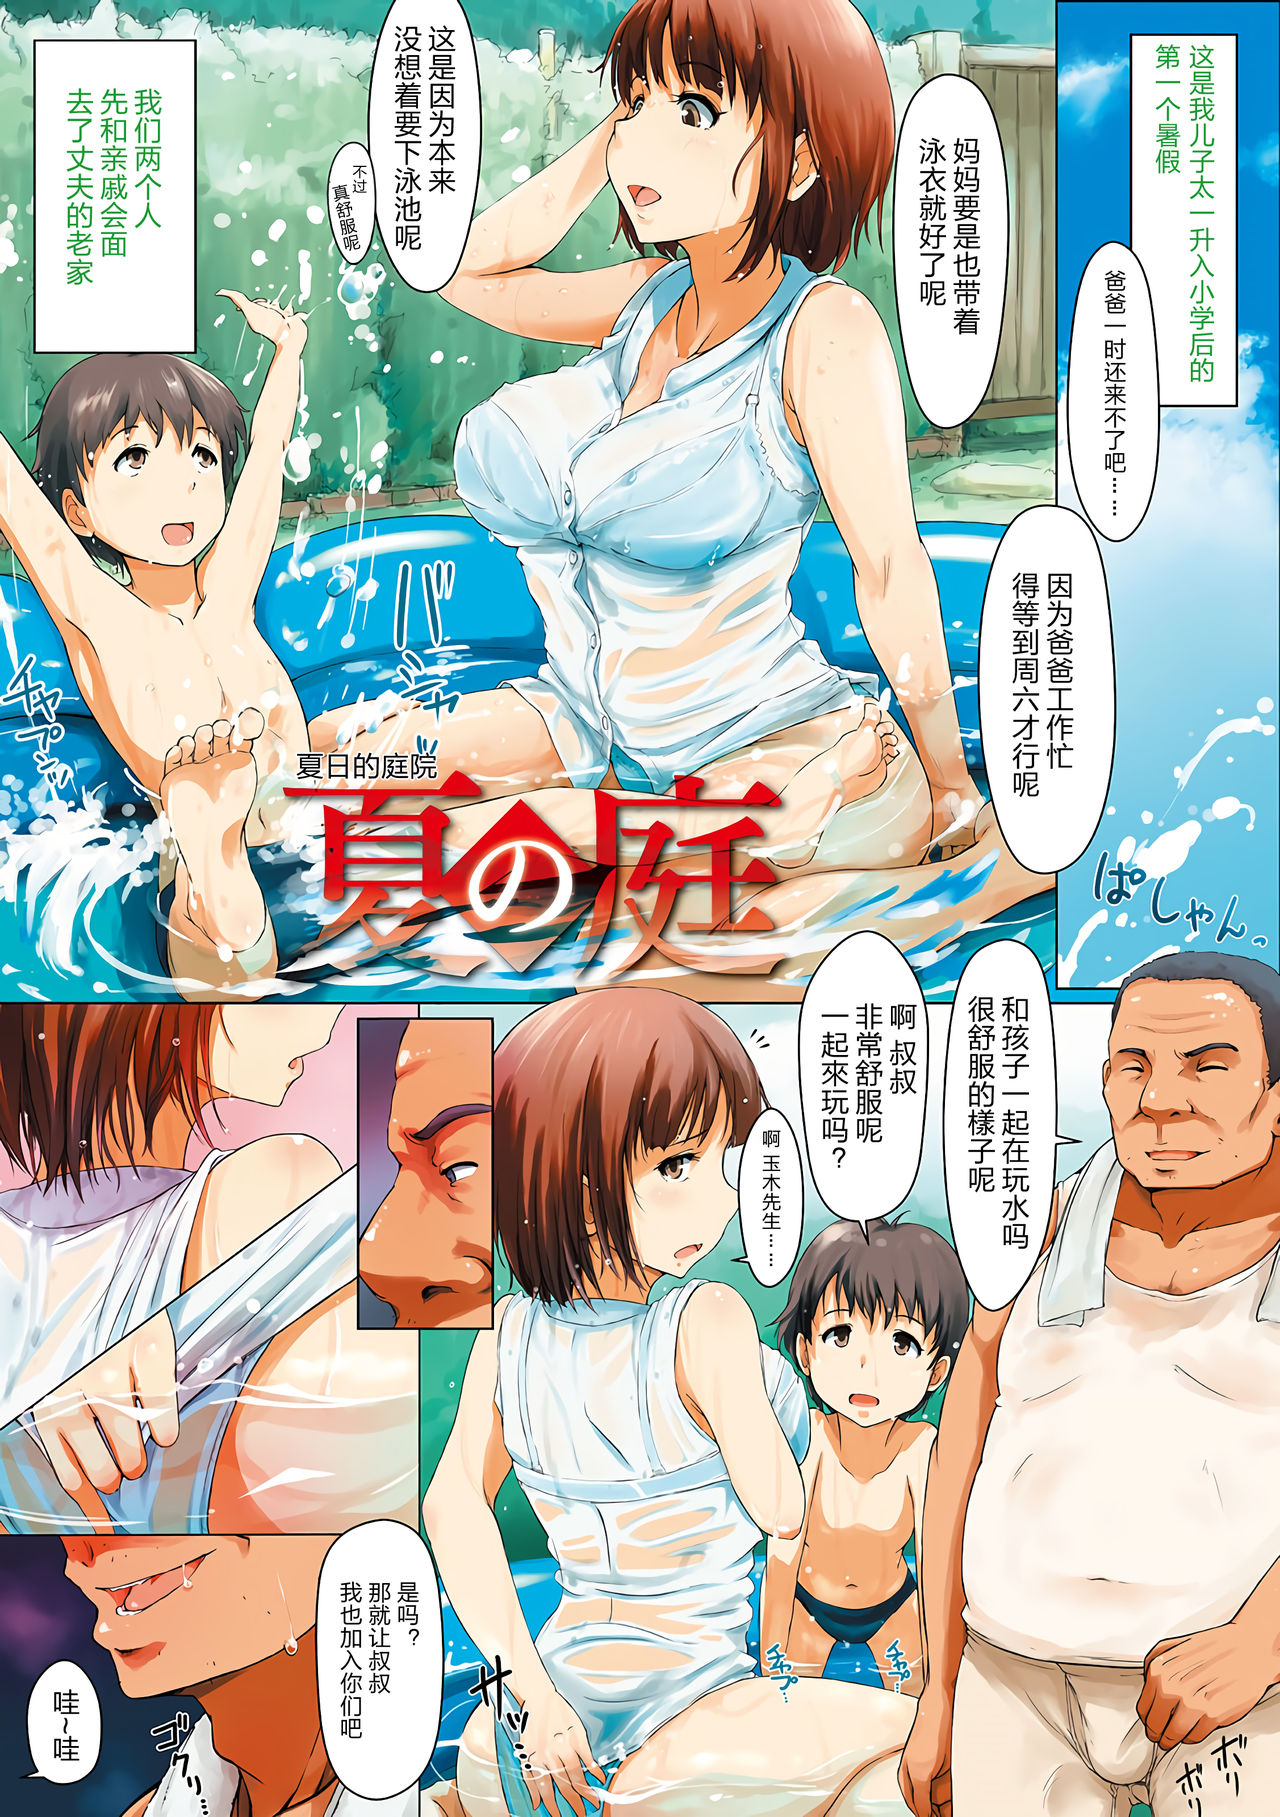 这是我儿子太一升入小学后的
第一个暑假
爸爸一时还来不了吧……
因为爸爸工作忙
得等到周六才行呢
妈妈要是也带着
泳衣就好了呢
这是因为本来
没想着要下泳池呢
不过
真舒服呢
我们两个人
先和亲戚会面
去了丈夫的老家
ぱしゃん
バシャッ
チャプンッ
夏日的庭院
夏の庭
和孩子一起在玩水吗
很舒服的樣子呢
啊 叔叔
非常舒服呢
一起來玩吗？
啊 玉木先生……
ボリ
ボリ
チャプ…
チャプ…
サッ…
是吗？
那就让叔叔
我也加入你们吧
ゴクリッ
哇~哇